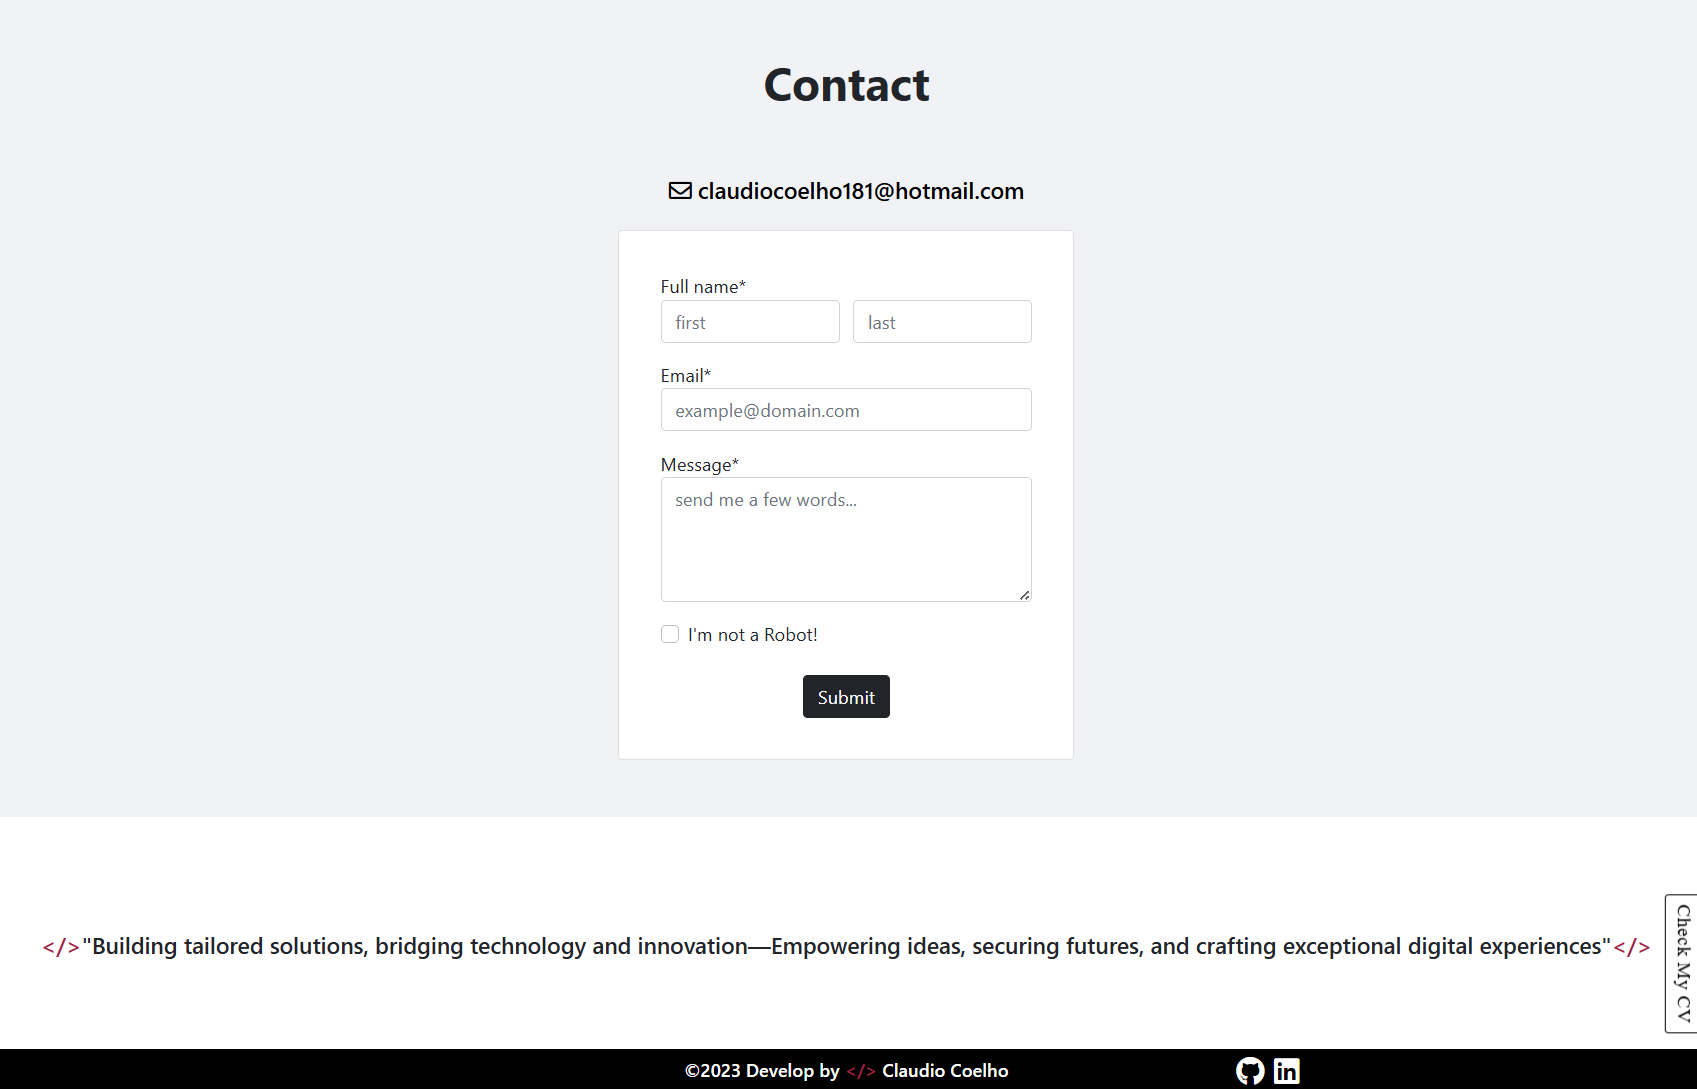 Contact
claudiocoelho181@hotmail.com
Full name*
first last
Email*
example@domain.com
Message*
send me a few words...
I'm not a Robot!
Submit
</>"Building tailored solutions, bridging technology and innovation—Empowering ideas, securing futures, and crafting exceptional digital experiences"</>
Check My CV
©2023 Develop by </> Claudio Coelho
in